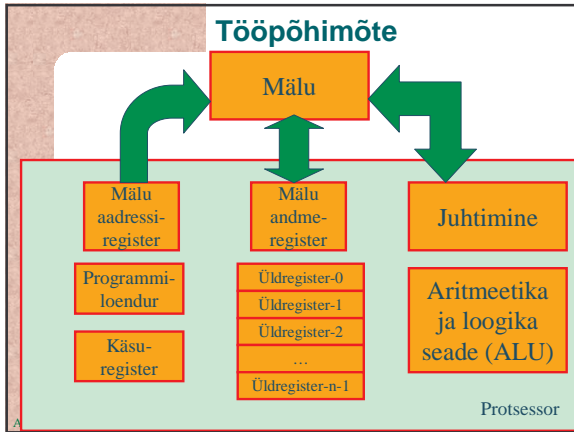 Tööpõhimõte
Mälu
Mälu
aadressi-
register
Mälu
andme-
register
Juhtimine
Programmi-
loendur
Käsu-
register
Üldregister-0
Üldregister-1
Üldregister-2
…
Üldregister-n-1
Aritmeetika
ja loogika
seade (ALU)
Protsessor